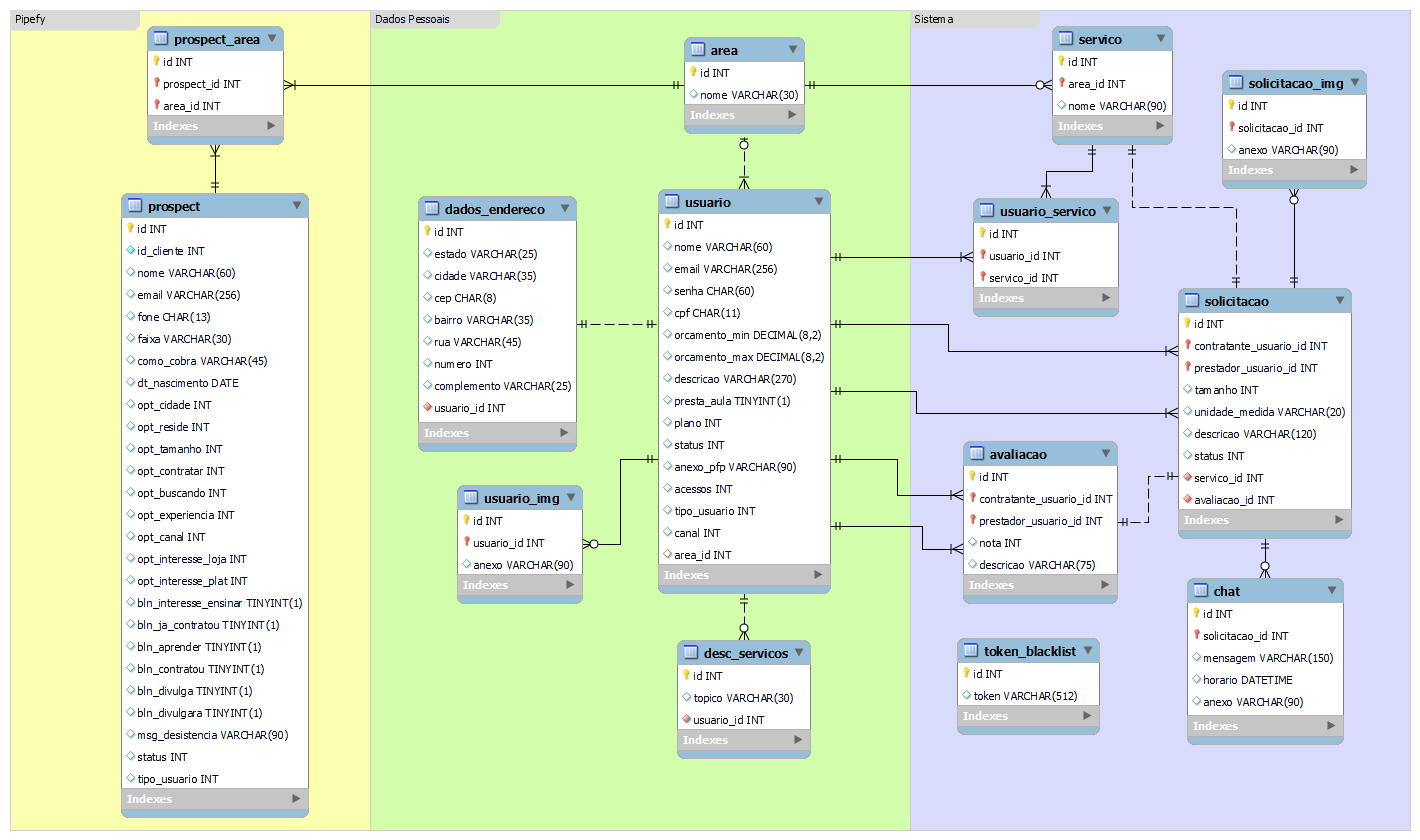 Pipefy
prospect_area
id INT
prospect_id INT
area_id INT
Indexes
prospect
id INT
id_cliente INT
nome VARCHAR(60)
email VARCHAR(256)
fone CHAR(13)
faixa VARCHAR(30)
como_cobra VARCHAR(45)
dt_nascimento DATE
opt_cidade INT
opt_reside INT
opt_tamanho INT
opt_contratar INT
opt_buscando INT
opt_experiencia INT
opt_canal INT
opt_interesse_loja INT
opt_interesse_plat INT
bln_interesse_ensinar TINYINT(1)
bln_ja_contratou TINYINT(1)
bln_aprender TINYINT(1)
bln_contratou TINYINT(1)
bln_divulga TINYINT(1)
bln_divulgara TINYINT(1)
msg_desistencia VARCHAR(90)
status INT
tipo_usuario INT
Indexes
Dados Pessoais
area
id INT
nome VARCHAR(30)
Indexes
dados_endereco
id INT
estado VARCHAR(25)
cidade VARCHAR(35)
cep CHAR(8)
bairro VARCHAR(35)
rua VARCHAR(45)
numero INT
complemento VARCHAR(25)
usuario_id INT
Indexes
usuario
id INT
nome VARCHAR(60)
email VARCHAR(256)
senha CHAR(60)
cpf CHAR(11)
orcamento_min DECIMAL(8,2)
orcamento_max DECIMAL(8,2)
descricao VARCHAR(270)
presta_aula TINYINT(1)
plano INT
status INT
anexo_pfp VARCHAR(90)
acessos INT
tipo_usuario INT
canal INT
area_id INT
Indexes
usuario_img
id INT
usuario_id INT
anexo VARCHAR(90)
Indexes
desc_servicos
id INT
topico VARCHAR(30)
usuario_id INT
Indexes
Sistema
servico
id INT
area_id INT
nome VARCHAR(90)
Indexes
solicitacao_img
id INT
solicitacao_id INT
anexo VARCHAR(90)
Indexes
usuario_servico
id INT
usuario_id INT
servico_id INT
Indexes
solicitacao
id INT
contratante_usuario_id INT
prestador_usuario_id INT
tamanho INT
unidade_medida VARCHAR(20)
descricao VARCHAR(120)
status INT
servico_id INT
avaliacao_id INT
Indexes
avaliacao
id INT
contratante_usuario_id INT
prestador_usuario_id INT
nota INT
descricao VARCHAR(75)
Indexes
chat
id INT
solicitacao_id INT
mensagem VARCHAR(150)
horario DATETIME
anexo VARCHAR(90)
Indexes
token_blacklist
id INT
token VARCHAR(512)
Indexes